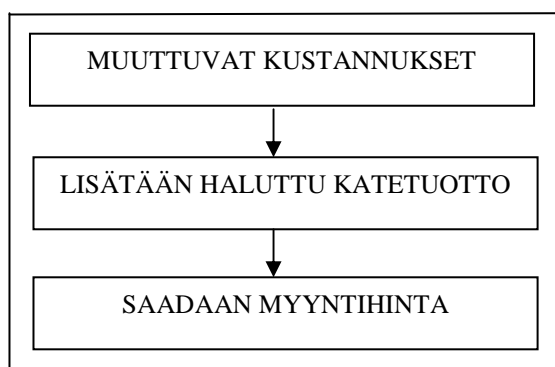 MUUTTUVAT KUSTANNUKSET
LISÄTÄÄN HALUTTU KATETUOTTO
SAADAAN MYYNTIHINTA